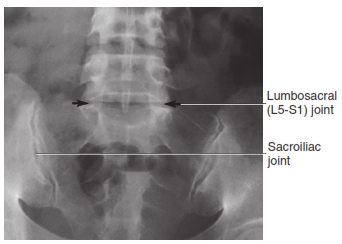 Lumbosacral
(L5-S1) joint
Sacroiliac
joint